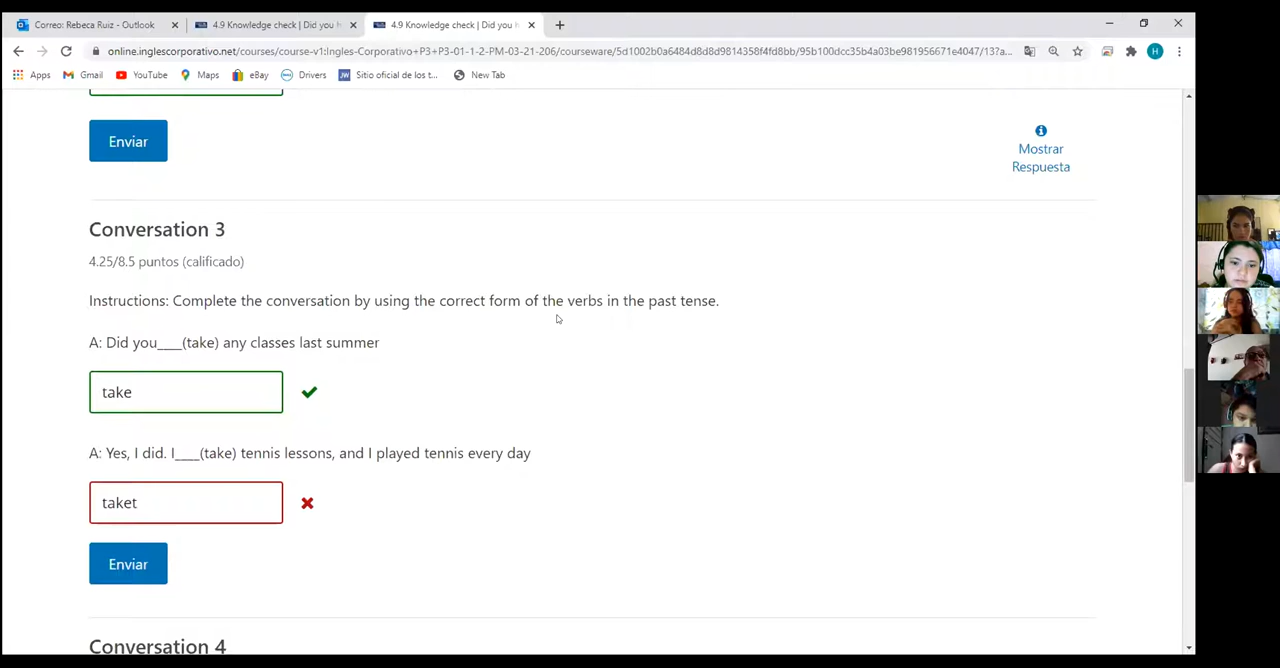 Correo: Rebeca Ruiz - Outlook
4.9 Knowledge check | Did you h
4.9 Knowledge check | Did you h
online.inglescorporativo.net/courses/course-v1:Ingles-Corporativo+P3+P3-01-1-2-PM-03-21-206/courseware/5d1002b0a6484d8d8d9814358f4fd8bb/95b100dcc35b4a03be981956671e4047/13?a...
H
Apps
Gmail
YouTube
Maps
eBay
Drivers
Sitio oficial de los t...
New Tab
Enviar
Mostrar
Respuesta
Conversation 3
4.25/8.5 puntos (calificado)
Instructions: Complete the conversation by using the correct form of the verbs in the past tense.
A: Did you____(take) any classes last summer
take
A: Yes, I did. I____(take) tennis lessons, and I played tennis every day
taket
Enviar
Conversation 4